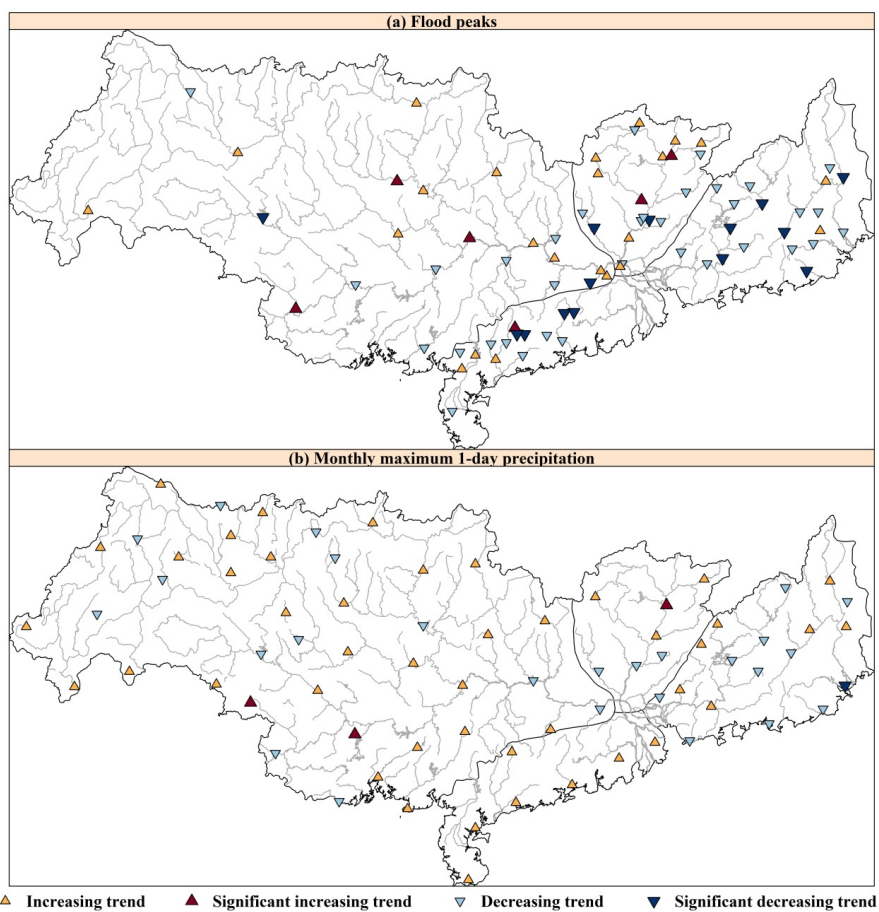 (a) Flood peaks
(b) Monthly maximum 1-day precipitation
Increasing trend Significant increasing trend Decreasing trend Significant decreasing trend